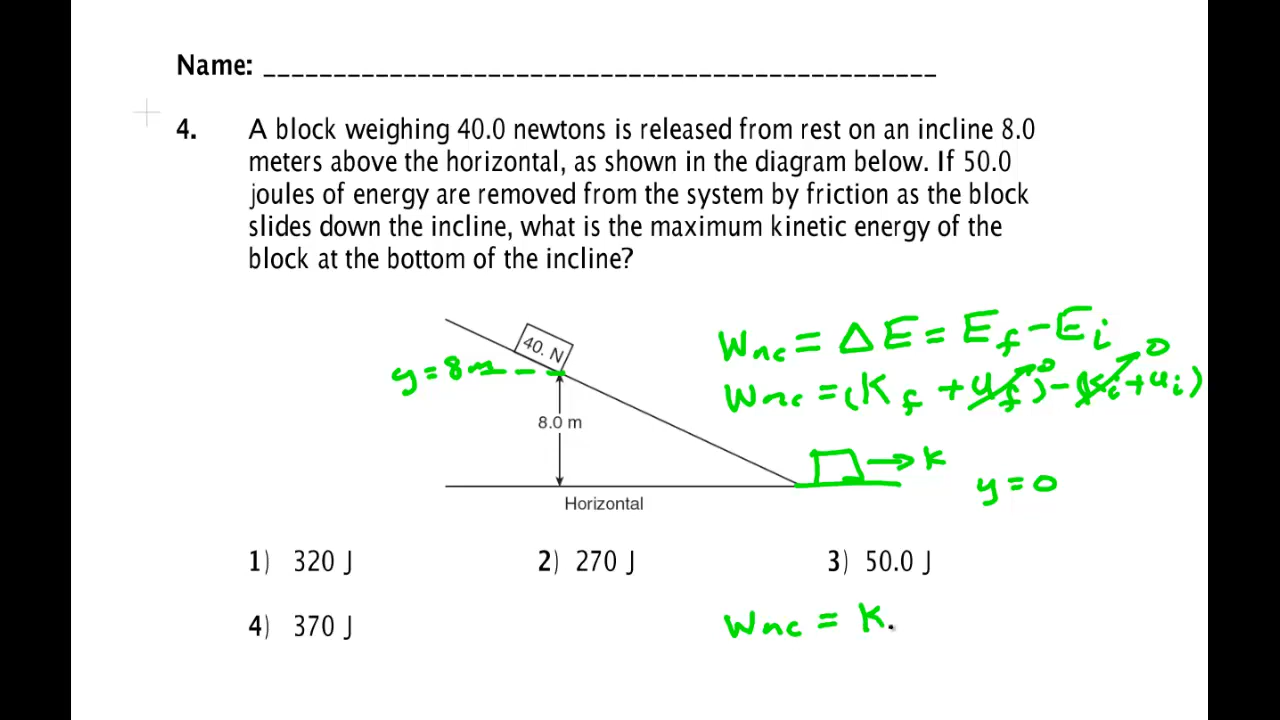 Name: ________________________________________________
4. A block weighing 40.0 newtons is released from rest on an incline 8.0
meters above the horizontal, as shown in the diagram below. If 50.0
joules of energy are removed from the system by friction as the block
slides down the incline, what is the maximum kinetic energy of the
block at the bottom of the incline?
40. N
y = 8m
8.0 m
Horizontal
Wnc = ΔE = Ef - Ei
Wnc = (Kf + Uf) - (Ki + Ui)
0 0
K
y = 0
1) 320 J 2) 270 J 3) 50.0 J
4) 370 J
Wnc = K